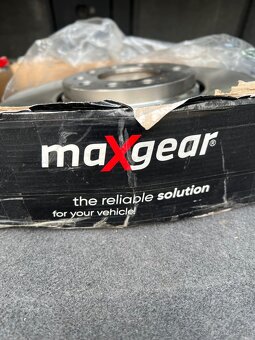 maXgear®
the reliable solution
for your vehicle!